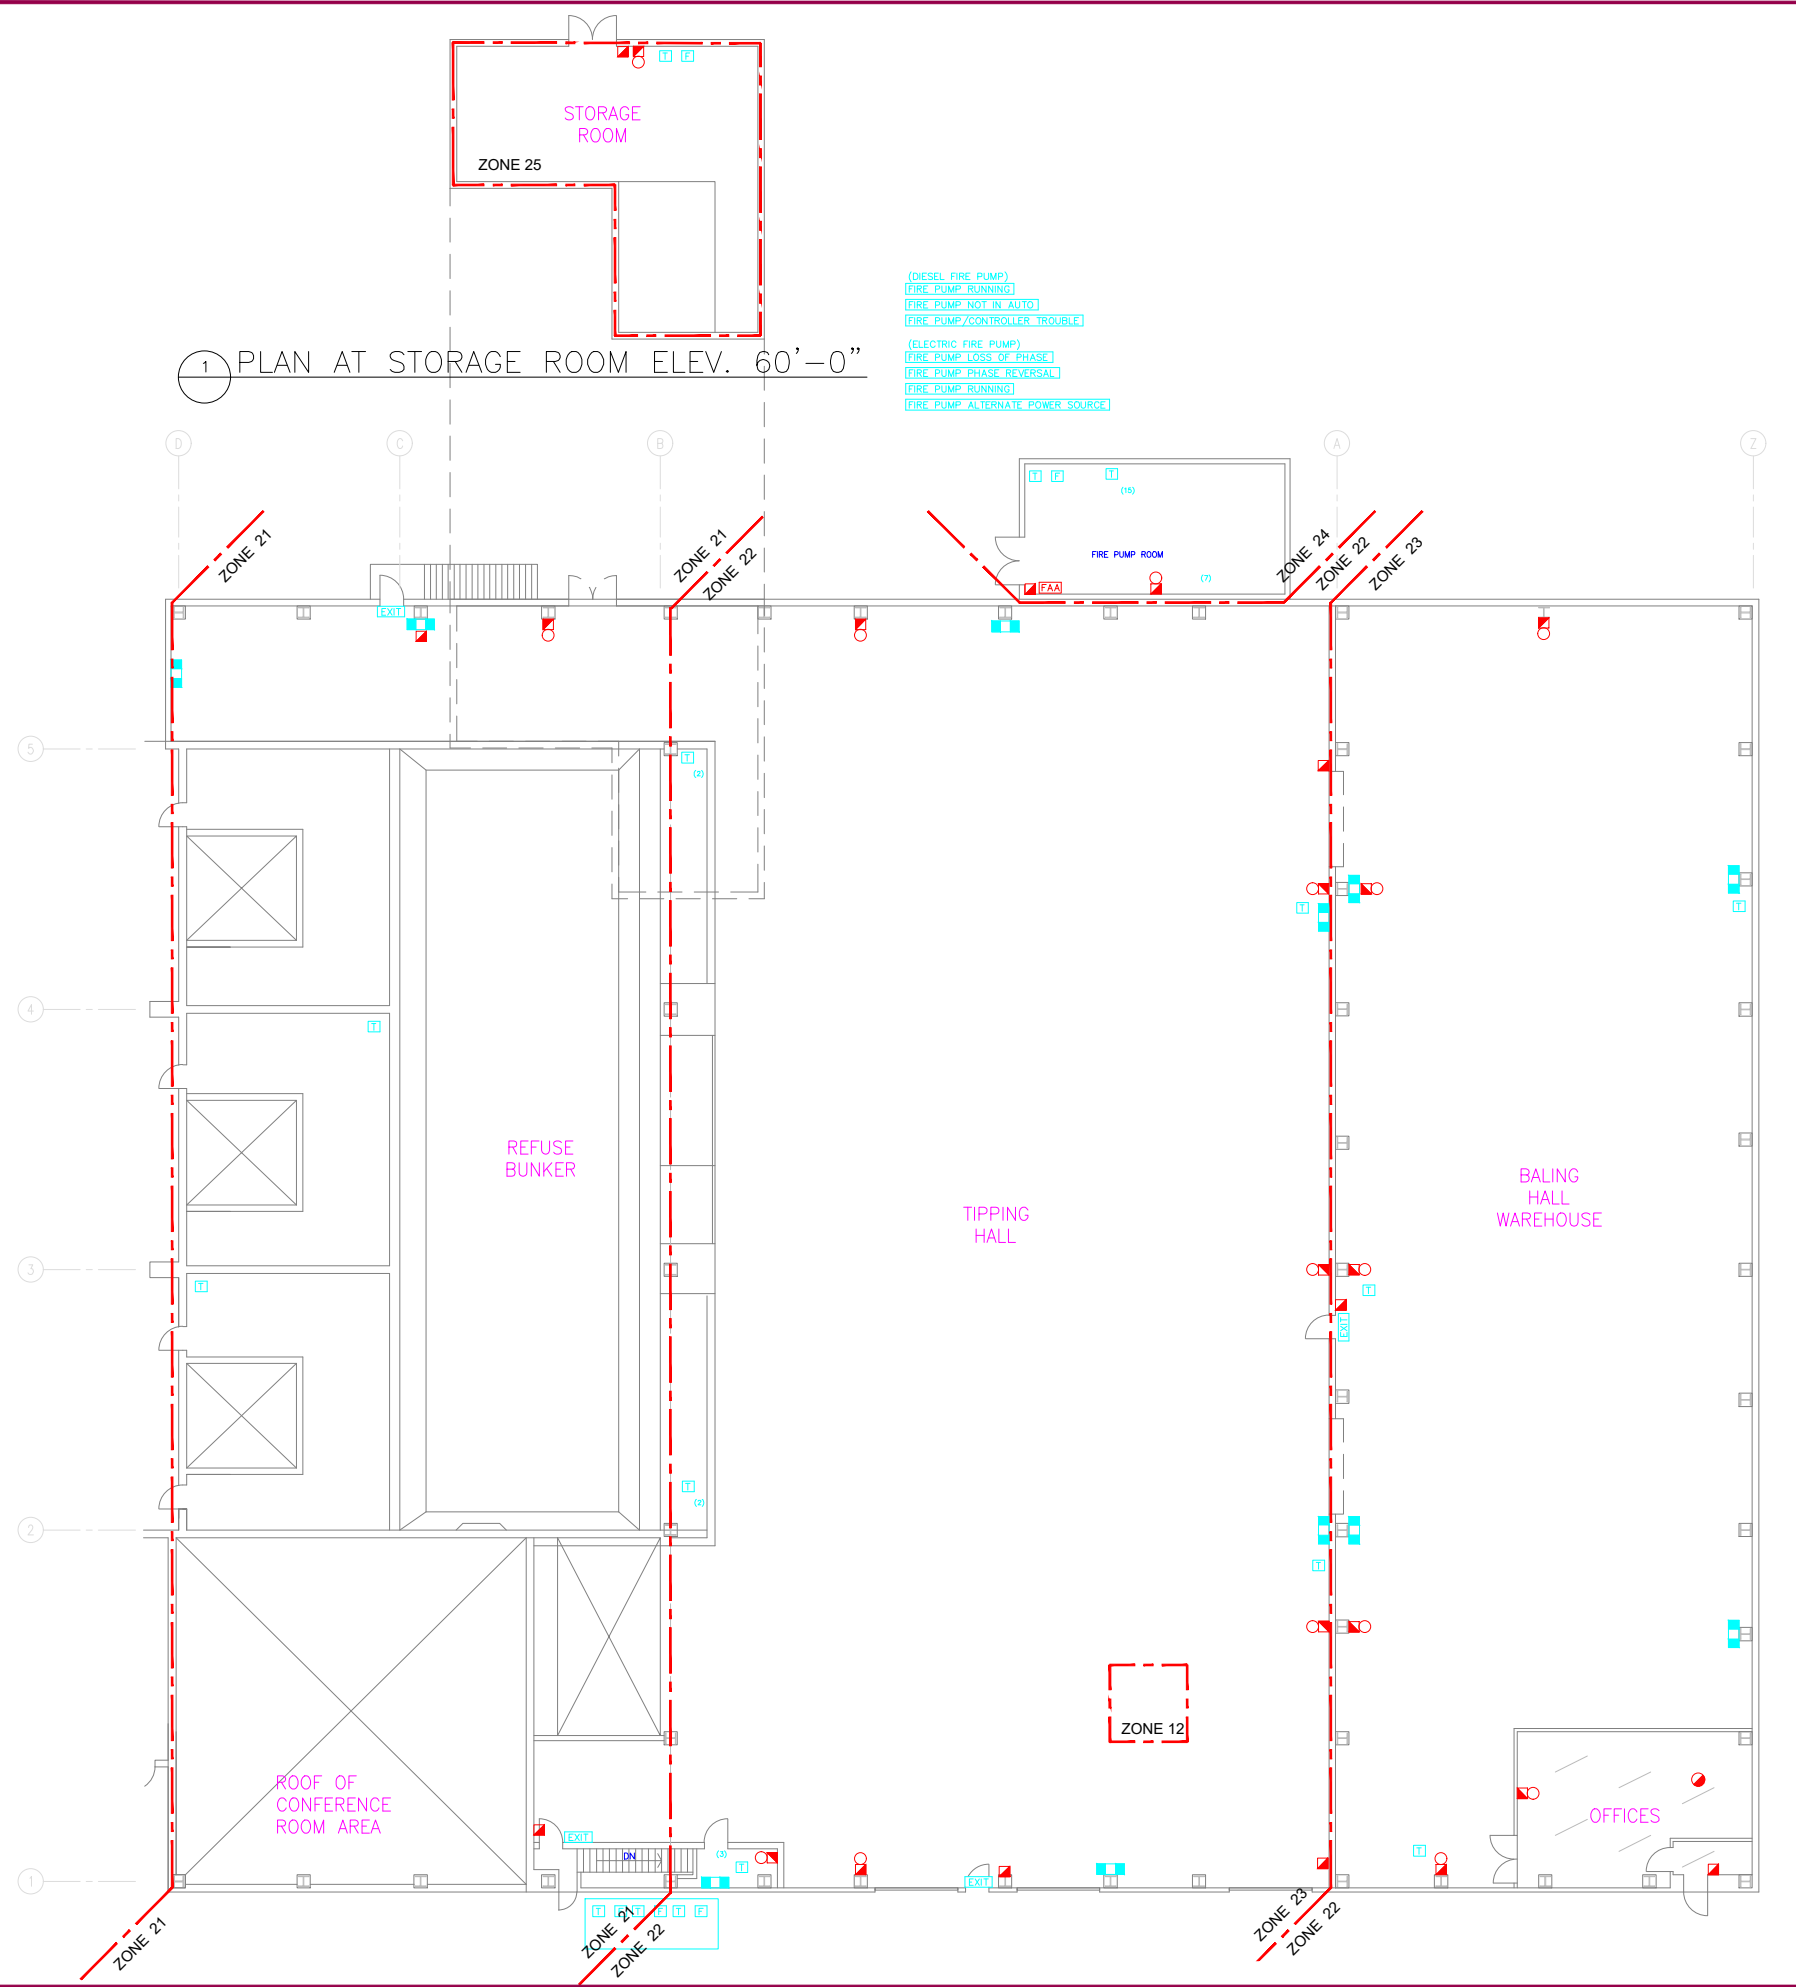 T F
STORAGE
ROOM
ZONE 25
(DIESEL FIRE PUMP)
FIRE PUMP RUNNING
FIRE PUMP NOT IN AUTO
FIRE PUMP/CONTROLLER TROUBLE
(ELECTRIC FIRE PUMP)
FIRE PUMP LOSS OF PHASE
FIRE PUMP PHASE REVERSAL
FIRE PUMP RUNNING
FIRE PUMP ALTERNATE POWER SOURCE
1 PLAN AT STORAGE ROOM ELEV. 60'-0"
D C B A Z
T F T
(15)
ZONE 21
ZONE 21
ZONE 22
FIRE PUMP ROOM
ZONE 24
ZONE 22
ZONE 23
(7)
FAA
EXIT
5
T
(2)
T
T
4
T
REFUSE
BUNKER
TIPPING
HALL
BALING
HALL
WAREHOUSE
3
T
T
EXIT
T
(2)
2
T
ZONE 12
ROOF OF
CONFERENCE
ROOM AREA
OFFICES
EXIT
DN
(3)
T
T
1
EXIT
T F T F T F
ZONE 21
ZONE 21
ZONE 22
ZONE 23
ZONE 22